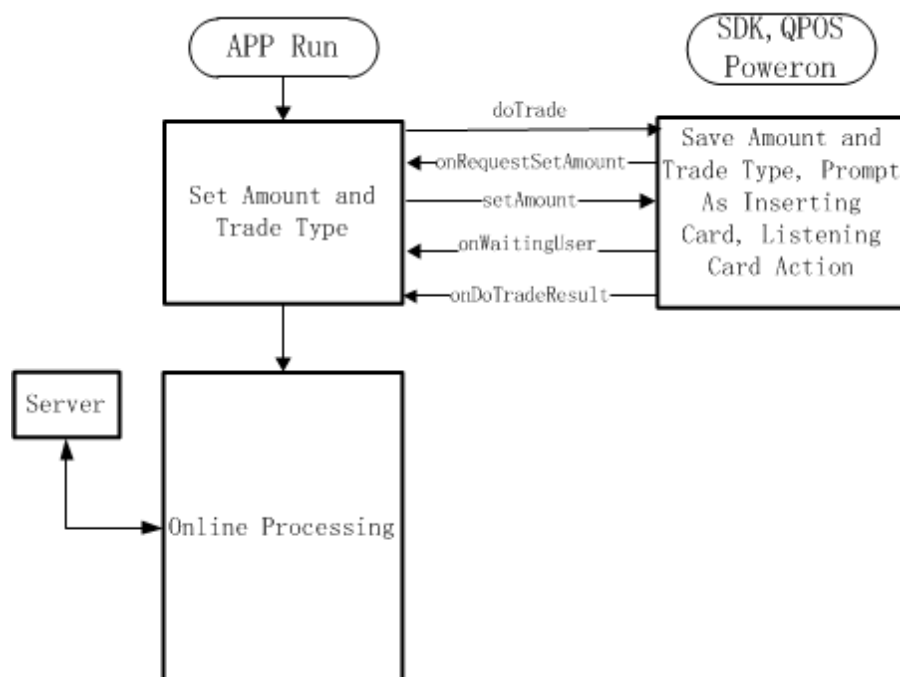 APP Run
SDK,QPOS
Poweron
doTrade
onRequestSetAmount
setAmount
onWaitingUser
onDoTradeResult
Set Amount and
Trade Type
Save Amount and
Trade Type, Prompt
As Inserting
Card, Listening
Card Action
Server
Online Processing